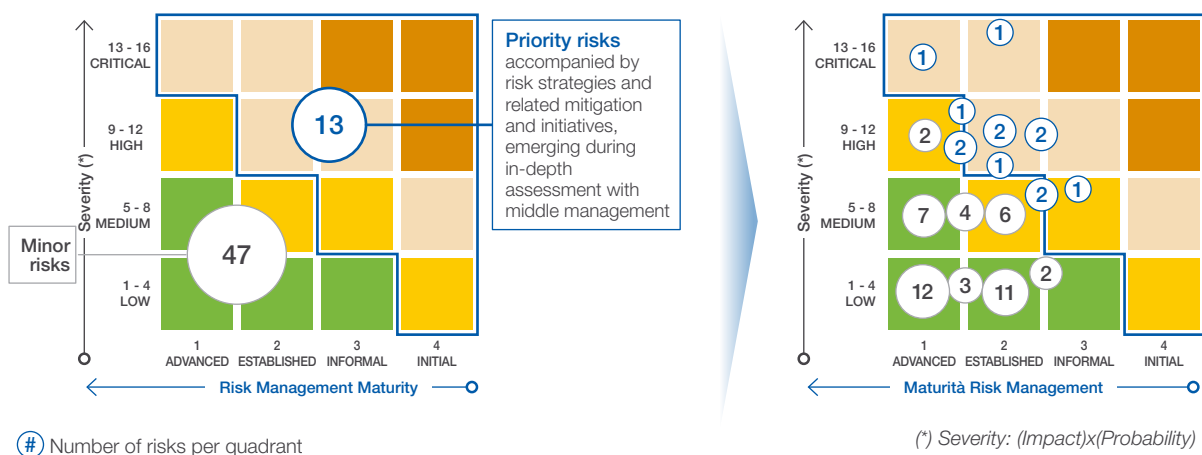 13 - 16
CRITICAL
9 - 12
HIGH
5 - 8
MEDIUM
1 - 4
LOW
Severity (*)
Minor
risks
47
13
Priority risks
accompanied by
risk strategies and
related mitigation
and initiatives,
emerging during
in-depth
assessment with
middle management
1
ADVANCED
2
ESTABLISHED
3
INFORMAL
4
INITIAL
Risk Management Maturity
# Number of risks per quadrant
13 - 16
CRITICAL
9 - 12
HIGH
5 - 8
MEDIUM
1 - 4
LOW
Severity (*)
1
1
1
2
2
2
2
1
2
1
7
4
6
12
3
11
2
1
ADVANCED
2
ESTABLISHED
3
INFORMAL
4
INITIAL
Maturità Risk Management
(*) Severity: (Impact)x(Probability)